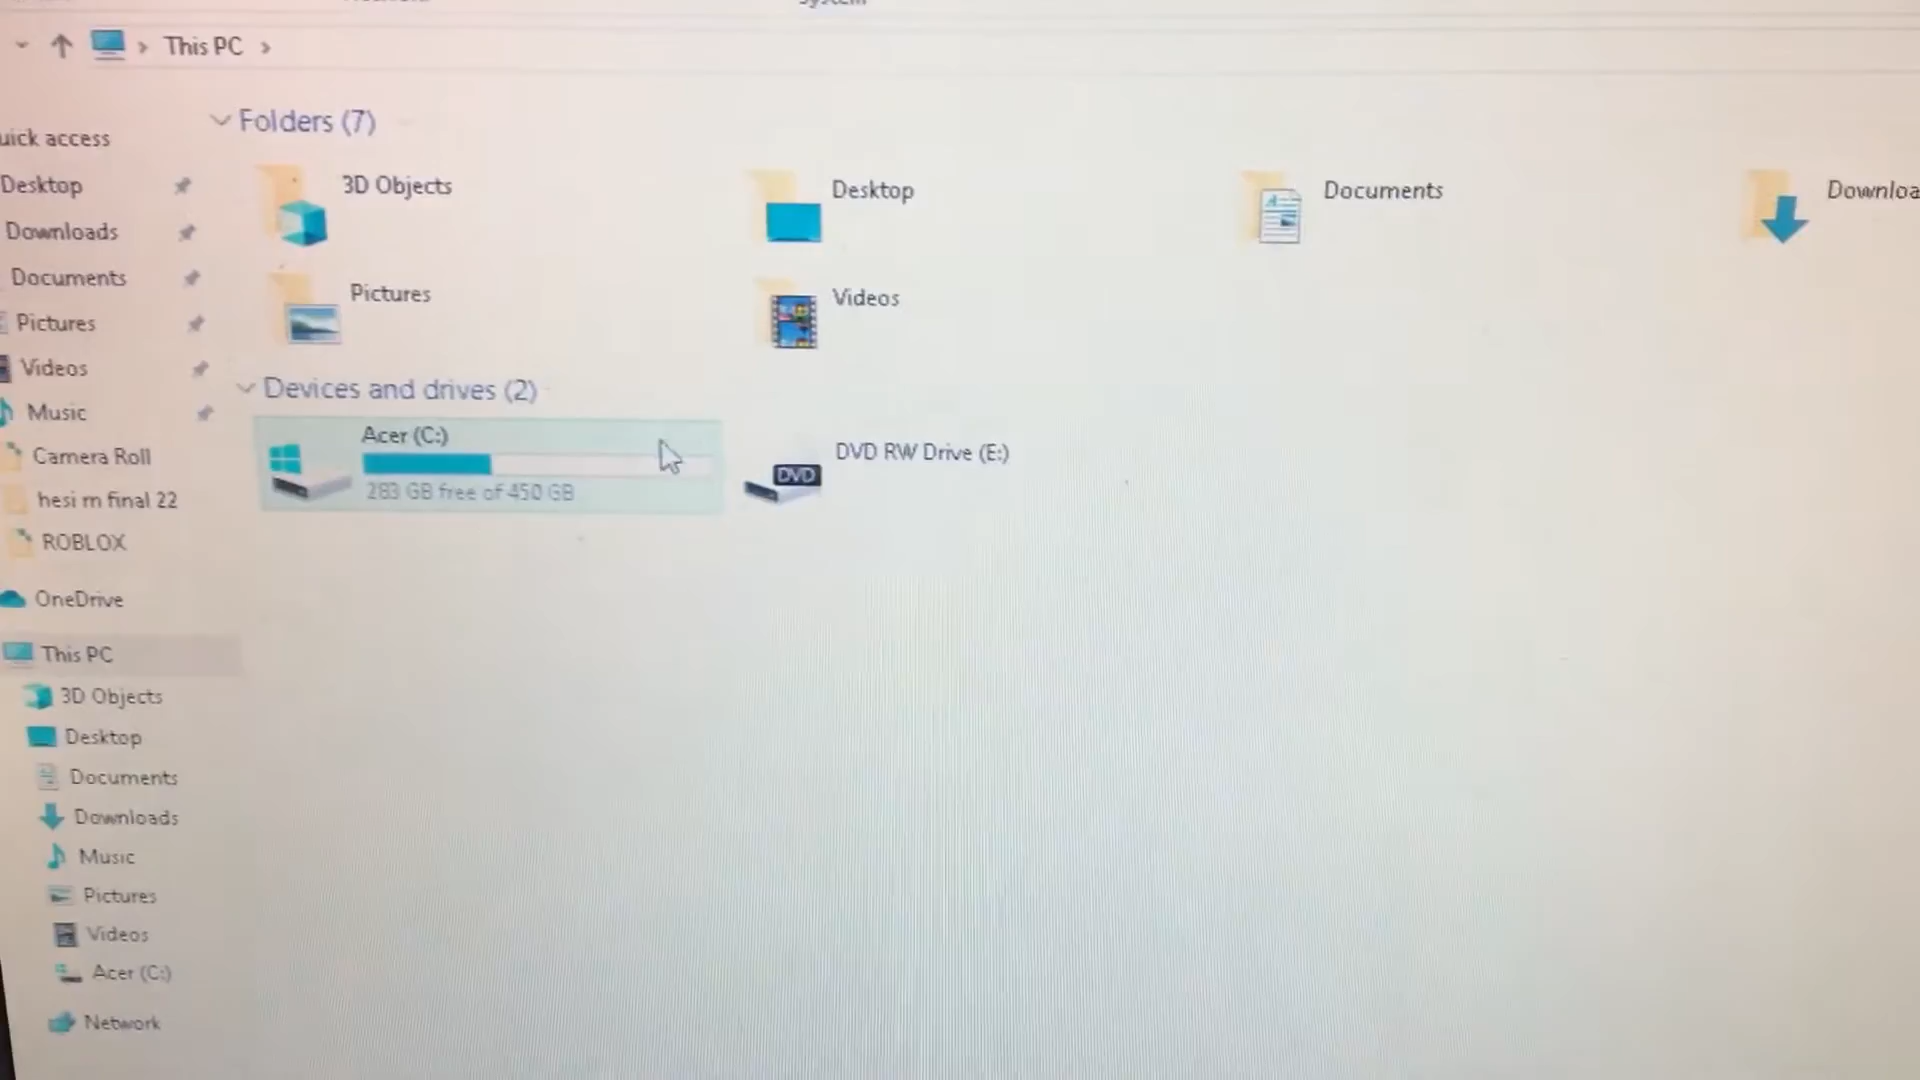 This PC
Folders (7)
uick access
Desktop
Downloads
Documents
Pictures
Videos
Music
Camera Roll
hesi rn final 22
ROBLOX
OneDrive
This PC
3D Objects
Desktop
Documents
Downloads
Music
Pictures
Videos
Acer (C:)
Network
3D Objects
Desktop
Documents
Downloa
Pictures
Videos
Devices and drives (2)
Acer (C:)
283 GB free of 450 GB
DVD RW Drive (E:)
DVD